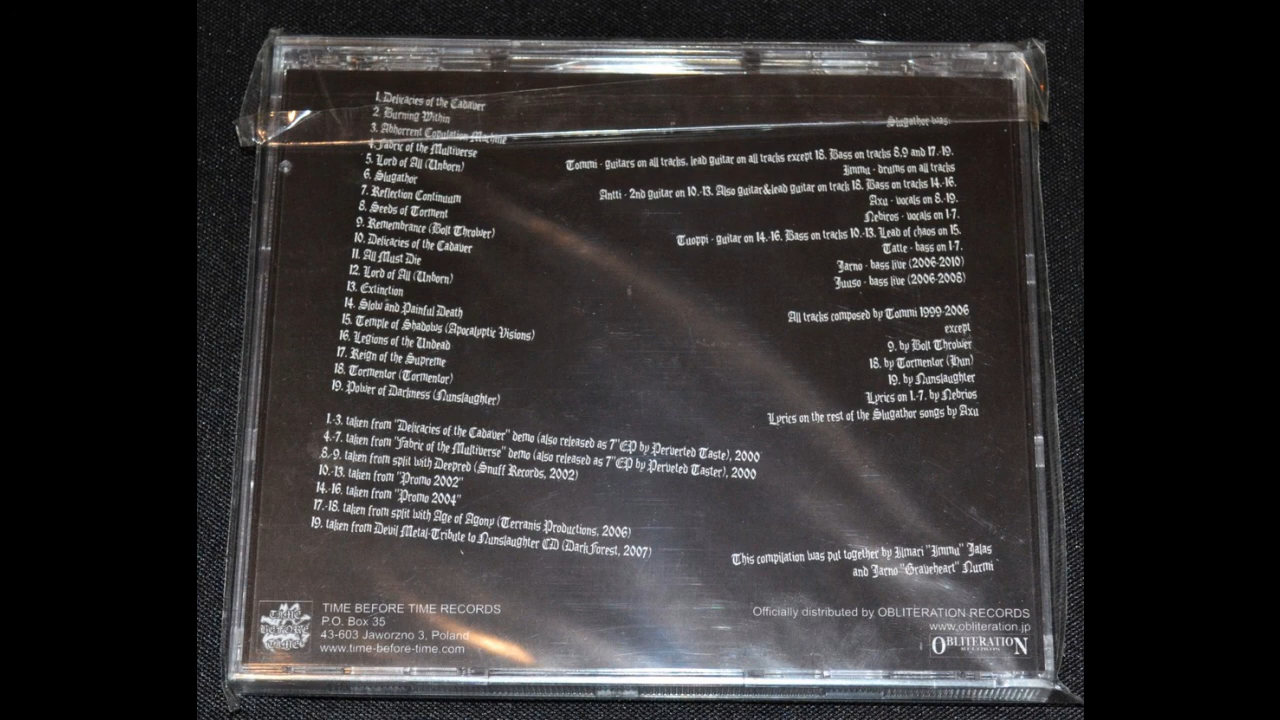 1. Delicacies of the Cadaver
2. Burning Within
3. Abhorrent Copulation Machine
4. Fabric of the Multiverse
5. Lord of All (Unborn)
6. Slugathor
7. Reflection Continuum
8. Seeds of Torment
9. Remembrance (Bolt Thrower)
10. Delicacies of the Cadaver
11. All Must Die
12. Lord of All (Unborn)
13. Extinction
14. Slow and Painful Death
15. Temple of Shadows (Apocalyptic Visions)
16. Legions of the Undead
17. Reign of the Supreme
18. Tormentor (Tormentor)
19. Power of Darkness (Nunslaughter)
1.-3. taken from "Delicacies of the Cadaver" demo (also released as 7"EP by Perverted Taste), 2000
4.-7. taken from "Fabric of the Multiverse" demo (also released as 7"EP by Perveted Taster), 2000
8.-9. taken from split with Deepred (Snuff Records, 2002)
10.-13. taken from "Promo 2002"
14.-16. taken from "Promo 2004"
17.-18. taken from split with Age of Agony (Terranis Productions, 2006)
19. taken from Devil Metal-Tribute to Nunslaughter CD (Dark Forest, 2007)
Slugathor was:
Tommi - guitars on all tracks, lead guitar on all tracks except 18. Bass on tracks 8,9 and 17.-19.
Immu - drums on all tracks
Antti - 2nd guitar on 10.-13. Also guitar&lead guitar on track 18. Bass on tracks 14.-16.
Axu - vocals on 8.-19.
Nebiros - vocals on 1-7.
Tuoppi - guitar on 14.-16. Bass on tracks 10.-13. Lead of chaos on 15.
Tatte - bass on 1-7.
Jarno - bass live (2006-2010)
Juuso - bass live (2006-2008)
All tracks composed by Tommi 1999-2006
except
9. by Bolt Thrower
18. by Tormentor (Hun)
19. by Nunslaughter
Lyrics on 1.-7. by Nebrios
Lyrics on the rest of the Slugathor songs by Axu
This compilation was put together by Ilmari "Immu" Jalas
and Jarno "Graveheart" Nurmi
TIME BEFORE TIME
TIME BEFORE TIME RECORDS
P.O. Box 35
43-603 Jaworzno 3, Poland
www.time-before-time.com
Officially distributed by OBLITERATION RECORDS
www.obliteration.jp
OBLITERATION
RECORDS